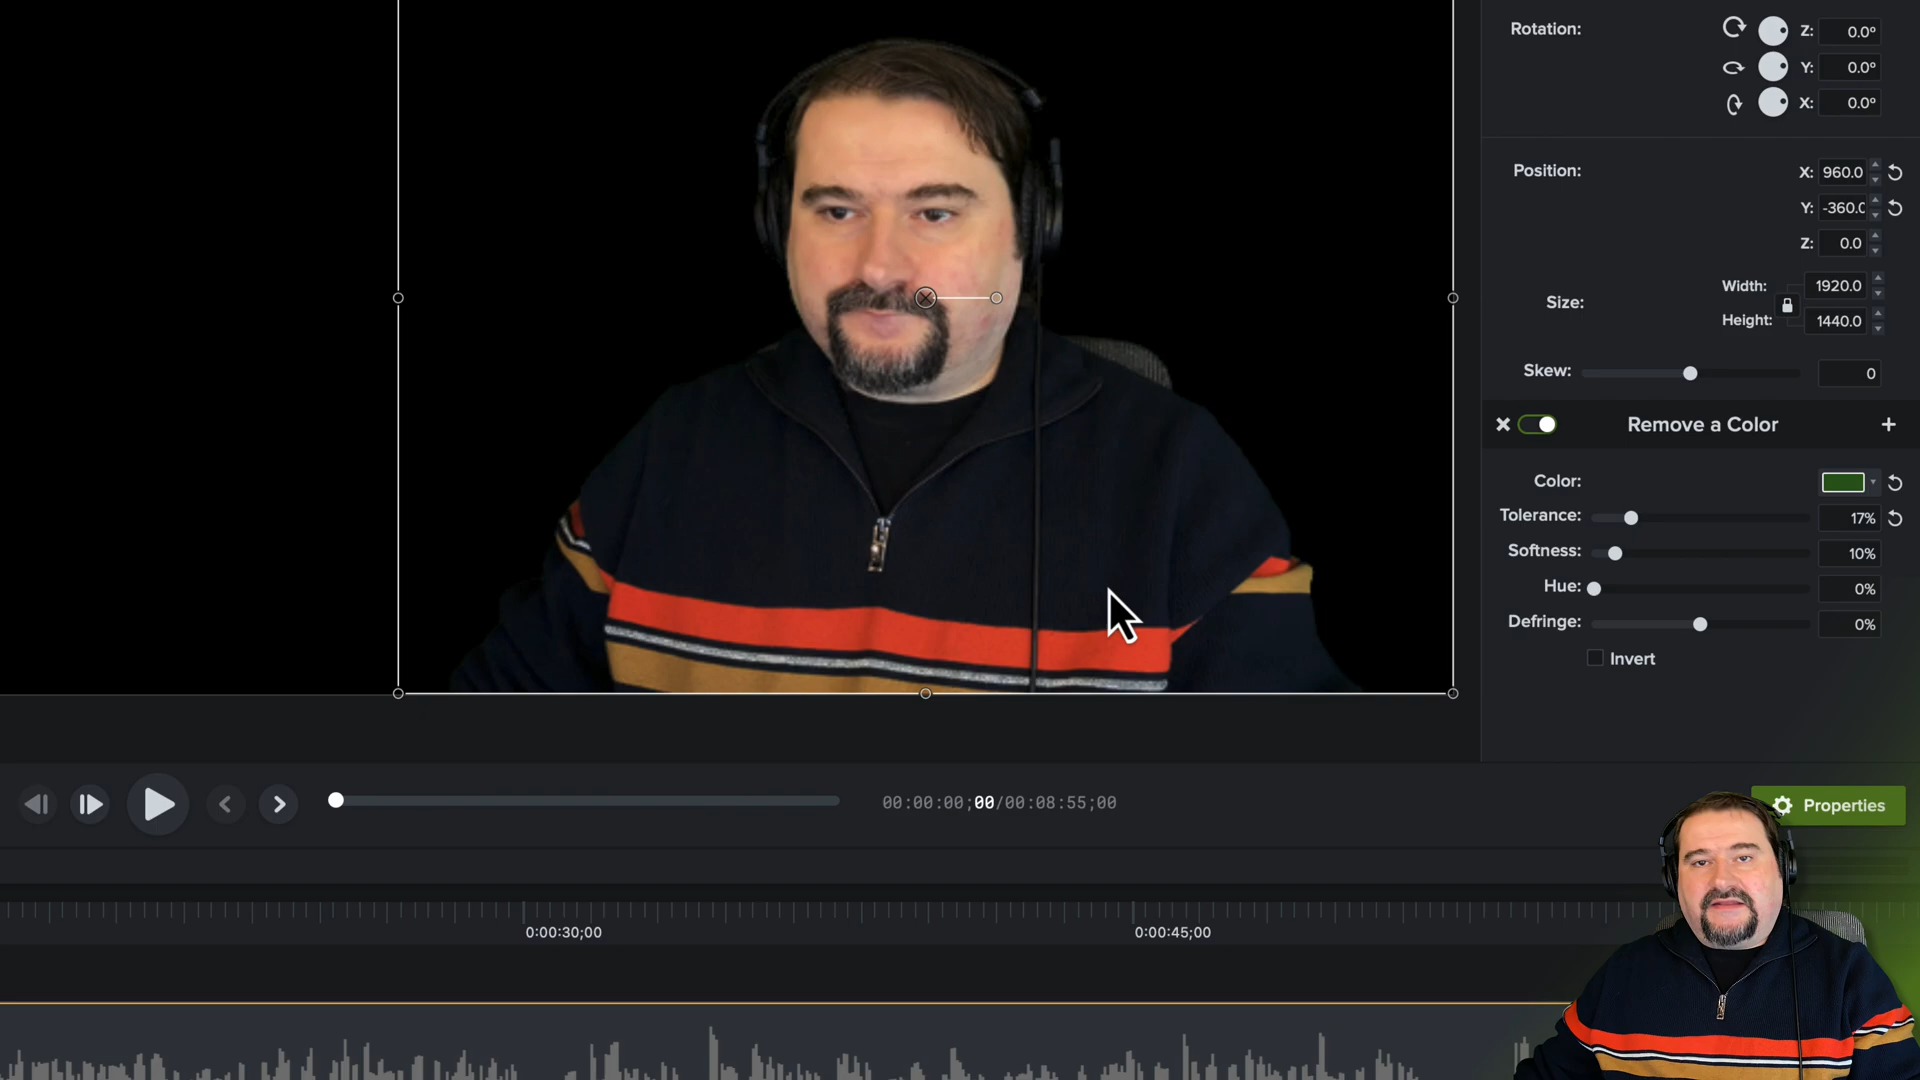 Rotation:
Z: 0.0°
Y: 0.0°
X: 0.0°
Position:
X: 960.0
Y: -360.0
Z: 0.0
Size:
Width: 1920.0
Height: 1440.0
Skew: 0
Remove a Color
Color:
Tolerance: 17%
Softness: 10%
Hue: 0%
Defringe: 0%
Invert
00:00:00;00/00:08:55;00
Properties
0:00:30;00
0:00:45;00